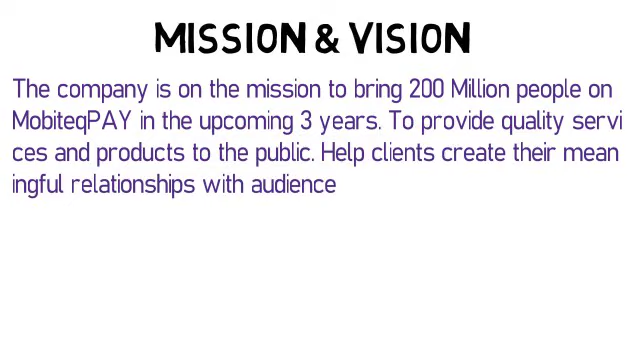 MISSION & VISION
The company is on the mission to bring 200 Million people on
MobiteqPAY in the upcoming 3 years. To provide quality servi
ces and products to the public. Help clients create their mean
ingful relationships with audience